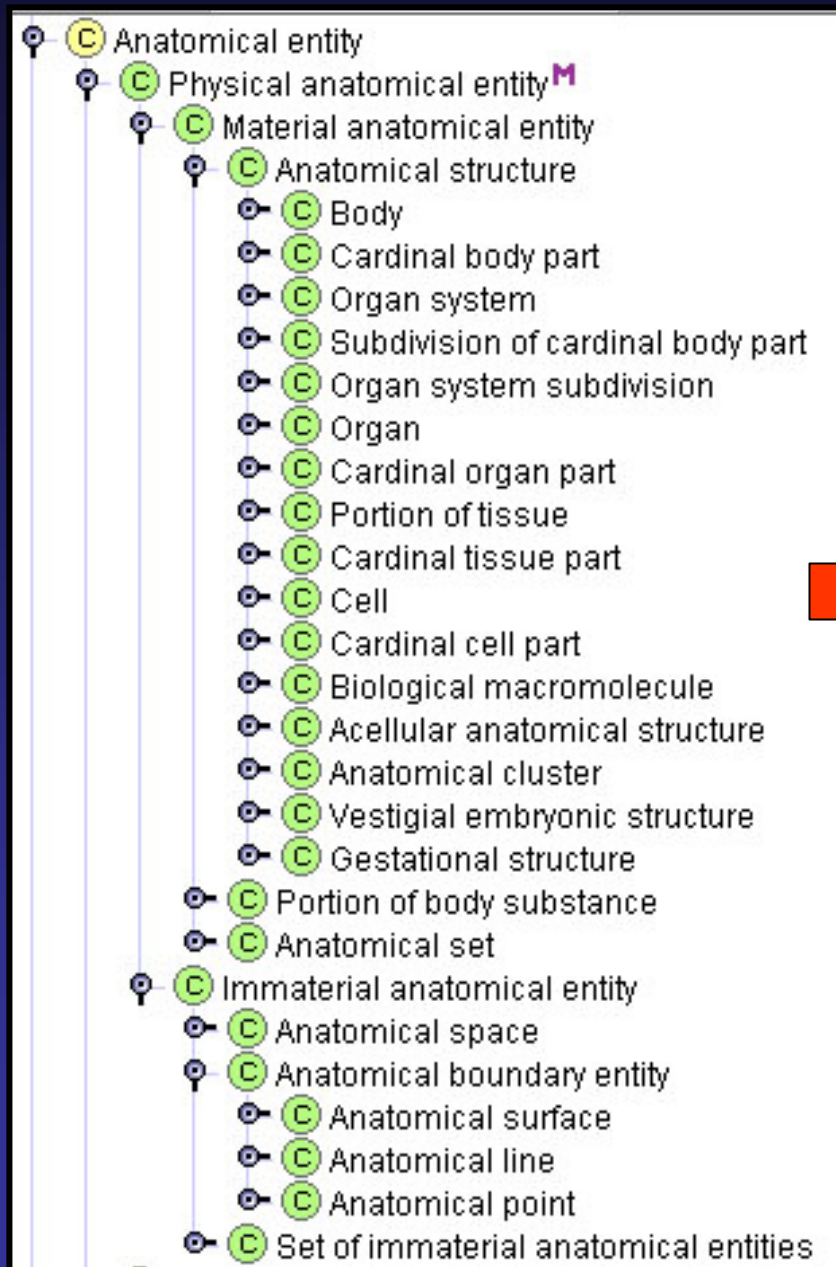 C Anatomical entity
C Physical anatomical entity M
C Material anatomical entity
C Anatomical structure
C Body
C Cardinal body part
C Organ system
C Subdivision of cardinal body part
C Organ system subdivision
C Organ
C Cardinal organ part
C Portion of tissue
C Cardinal tissue part
C Cell
C Cardinal cell part
C Biological macromolecule
C Acellular anatomical structure
C Anatomical cluster
C Vestigial embryonic structure
C Gestational structure
C Portion of body substance
C Anatomical set
C Immaterial anatomical entity
C Anatomical space
C Anatomical boundary entity
C Anatomical surface
C Anatomical line
C Anatomical point
C Set of immaterial anatomical entities